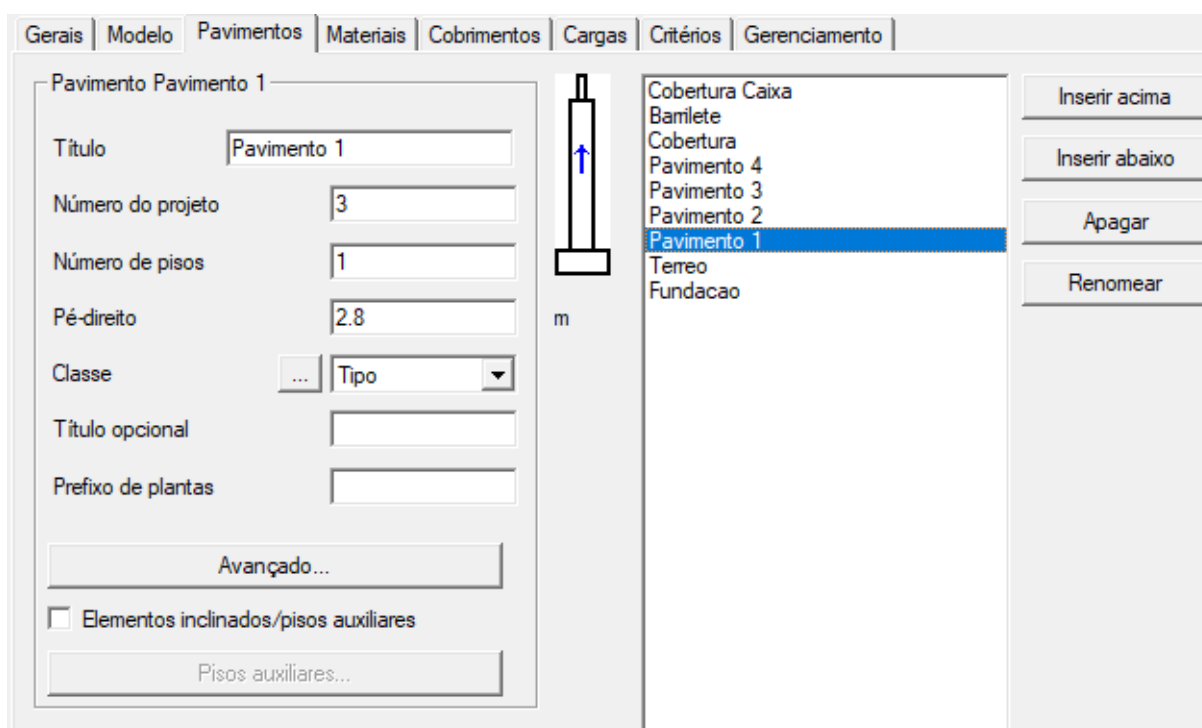 Gerais Modelo Pavimentos Materiais Cobrimentos Cargas Critérios Gerenciamento
Pavimento Pavimento 1
Título Pavimento 1
Número do projeto 3
Número de pisos 1
Pé-direito 2.8 m
Classe ... Tipo
Título opcional
Prefixo de plantas
Avançado...
Elementos inclinados/pisos auxiliares
Pisos auxiliares...
Cobertura Caixa
Barrilete
Cobertura
Pavimento 4
Pavimento 3
Pavimento 2
Pavimento 1
Terreo
Fundacao
Inserir acima
Inserir abaixo
Apagar
Renomear